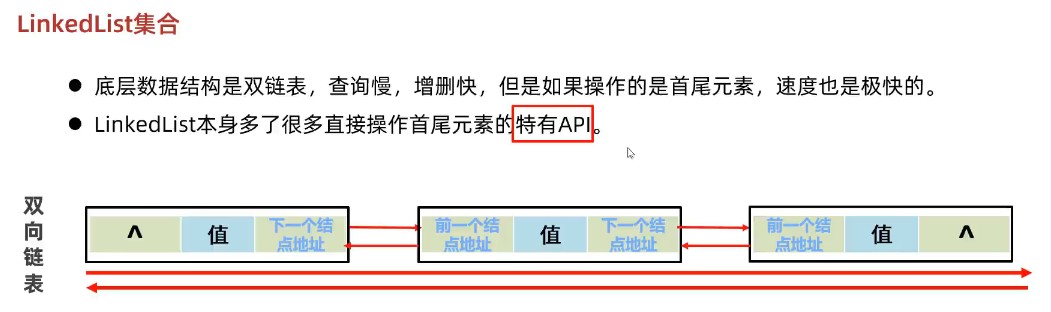 LinkedList集合
● 底层数据结构是双链表，查询慢，增删快，但是如果操作的是首尾元素，速度也是极快的。
● LinkedList本身多了很多直接操作首尾元素的特有API。
双向链表
^ 值 下一个结点地址
前一个结点地址 值 下一个结点地址
前一个结点地址 值 ^